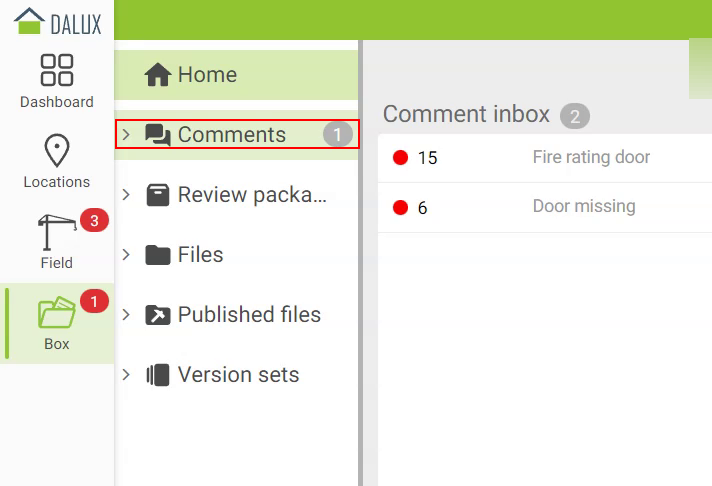 DALUX
Dashboard
Locations
3
Field
1
Box
Home
Comments 1
Review packa...
Files
Published files
Version sets
Comment inbox 2
15 Fire rating door
6 Door missing